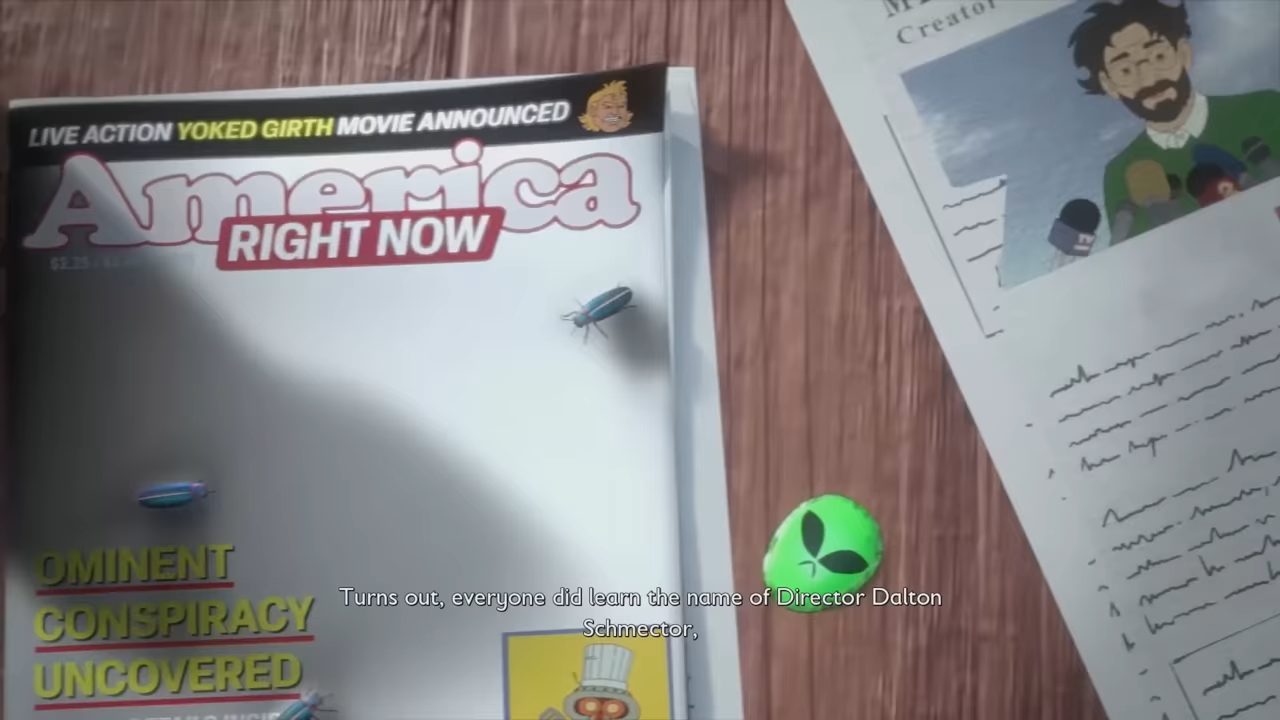 LIVE ACTION YOKED GIRTH MOVIE ANNOUNCED
America
RIGHT NOW
OMINENT
CONSPIRACY
UNCOVERED
Creator
TV
Turns out, everyone did learn the name of Director Dalton
Schmector,